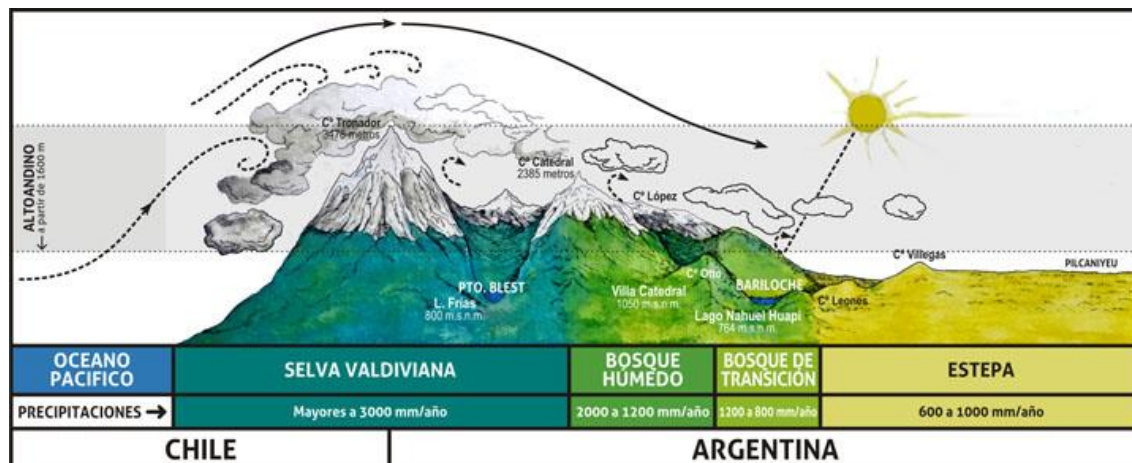 Cº Tronador
3478 metros
Cº Catedral
2385 metros
Cº López
ALTOANDINO
← a partir de 1600 m
Cº Villegas
PILCANIYEU
Cº Otto
BARILOCHE
PTO. BLEST
L. Frías
800 m.s.n.m.
Villa Catedral
1050 m.s.n.m.
Cº Leones
Lago Nahuel Huapi
764 m.s.n.m.
OCEANO
PACIFICO
SELVA VALDIVIANA
BOSQUE
HÚMEDO
BOSQUE DE
TRANSICIÓN
ESTEPA
PRECIPITACIONES →
Mayores a 3000 mm/año
2000 a 1200 mm/año
1200 a 800 mm/año
600 a 1000 mm/año
CHILE
ARGENTINA